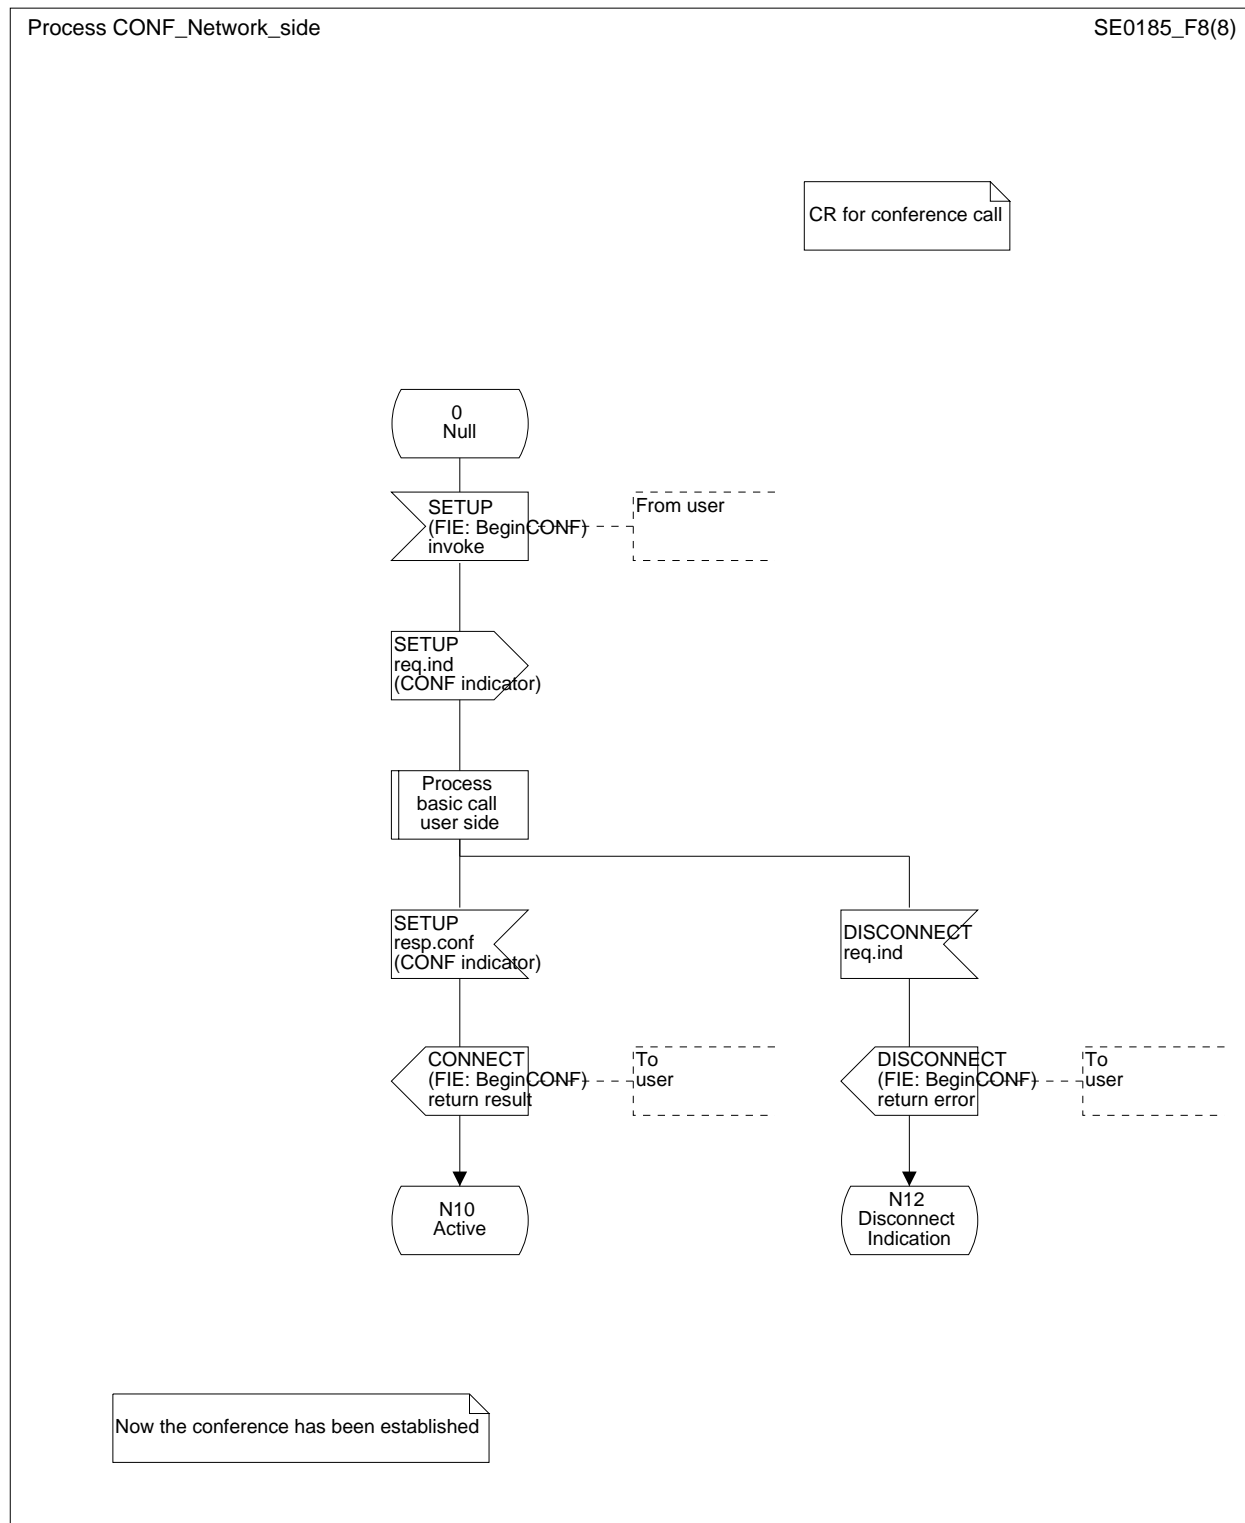 Process CONF_Network_side
SE0185_F8(8)
CR for conference call
0
Null
SETUP
(FIE: BeginCONF)
invoke
From user
SETUP
req.ind
(CONF indicator)
Process
basic call
user side
SETUP
resp.conf
(CONF indicator)
DISCONNECT
req.ind
CONNECT
(FIE: BeginCONF)
return result
To
user
DISCONNECT
(FIE: BeginCONF)
return error
To
user
N10
Active
N12
Disconnect
Indication
Now the conference has been established